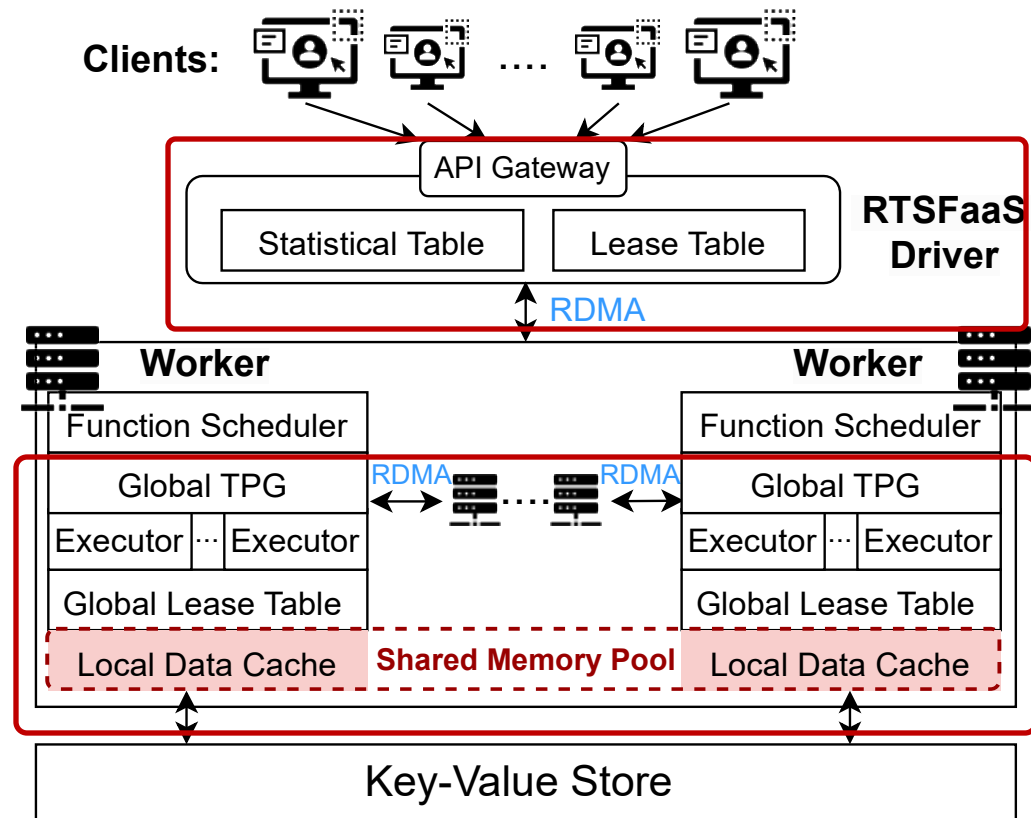 Clients:
....
API Gateway
Statistical Table
Lease Table
RTSFaaS
Driver
RDMA
Worker
Worker
Function Scheduler
Function Scheduler
Global TPG
RDMA
....
RDMA
Global TPG
Executor
...
Executor
Executor
...
Executor
Global Lease Table
Global Lease Table
Local Data Cache
Shared Memory Pool
Local Data Cache
Key-Value Store